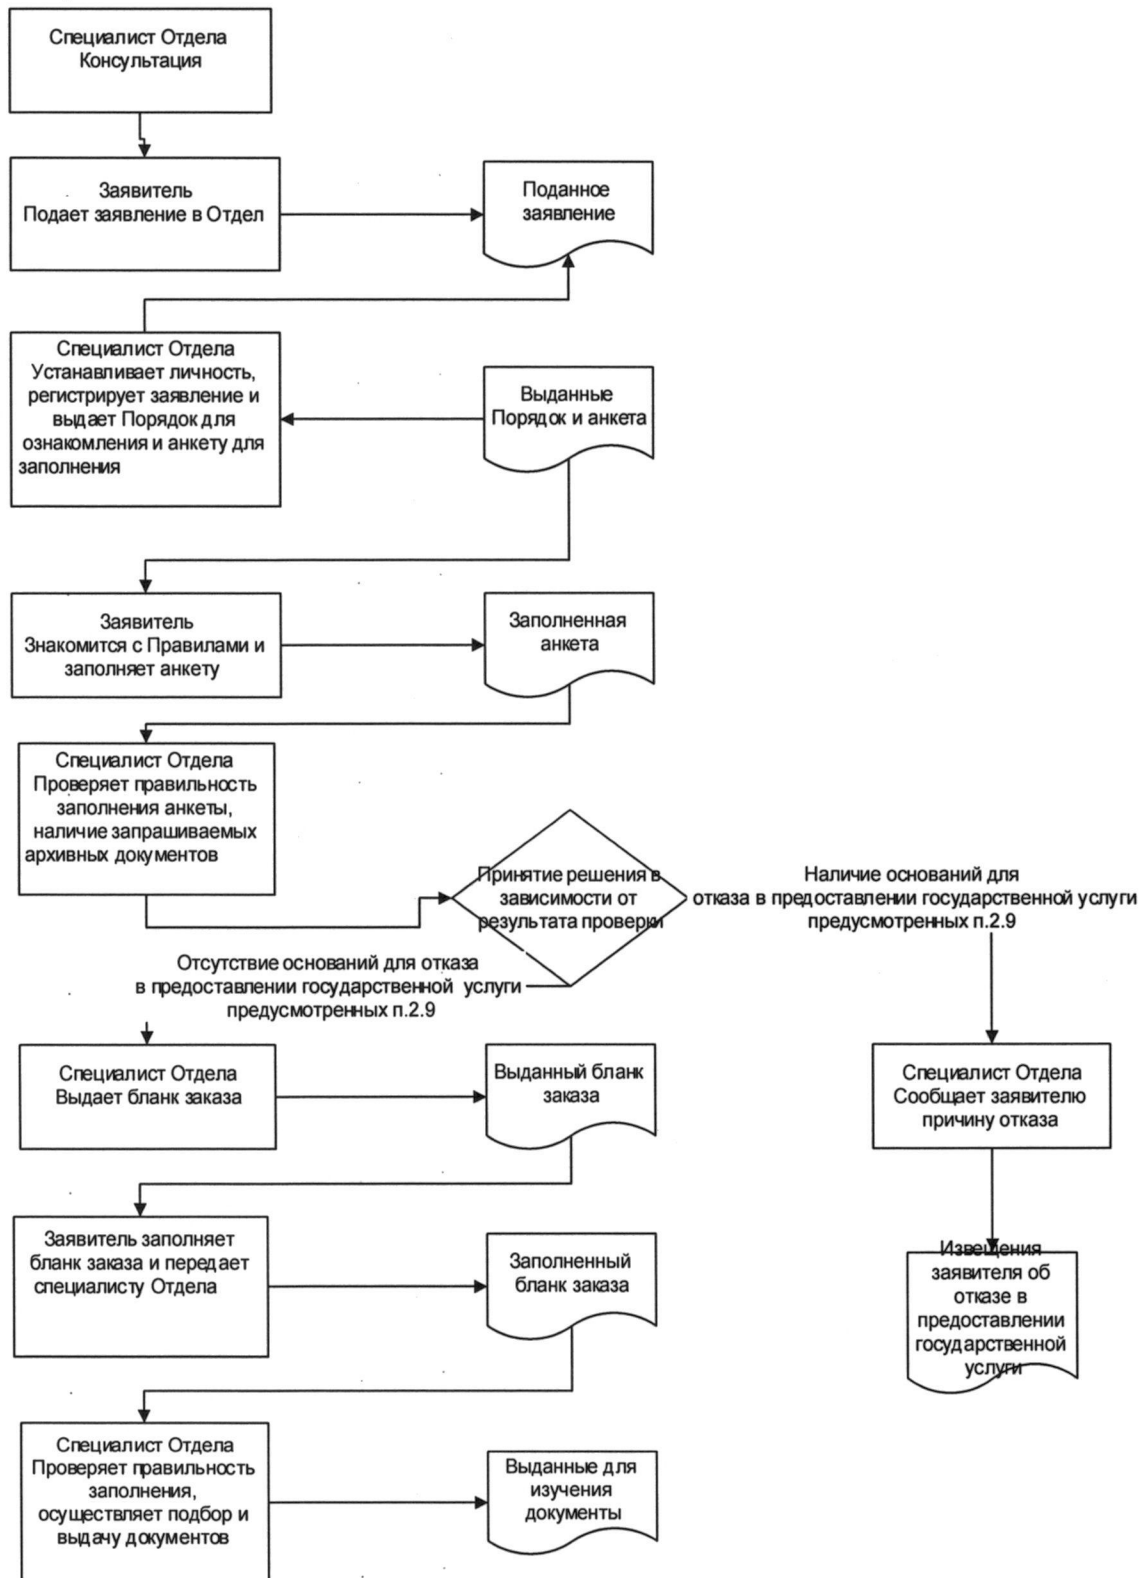 Специалист Отдела
Консультация
Заявитель
Подает заявление в Отдел
Поданное
заявление
Специалист Отдела
Устанавливает личность,
регистрирует заявление и
выдает Порядок для
ознакомления и анкету для
заполнения
Выданные
Порядок и анкета
Заявитель
Знакомится с Правилами и
заполняет анкету
Заполненная
анкета
Специалист Отдела
Проверяет правильность
заполнения анкеты,
наличие запрашиваемых
архивных документов
Принятие решения в
зависимости от
результата проверки
Наличие оснований для
отказа в предоставлении государственной услуги
предусмотренных п.2.9
Отсутствие оснований для отказа
в предоставлении государственной услуги
предусмотренных п.2.9
Специалист Отдела
Выдает бланк заказа
Выданный бланк
заказа
Специалист Отдела
Сообщает заявителю
причину отказа
Заявитель заполняет
бланк заказа и передает
специалисту Отдела
Заполненный
бланк заказа
Извещения
заявителя об
отказе в
предоставлении
государственной
услуги
Специалист Отдела
Проверяет правильность
заполнения,
осуществляет подбор и
выдачу документов
Выданные для
изучения
документы